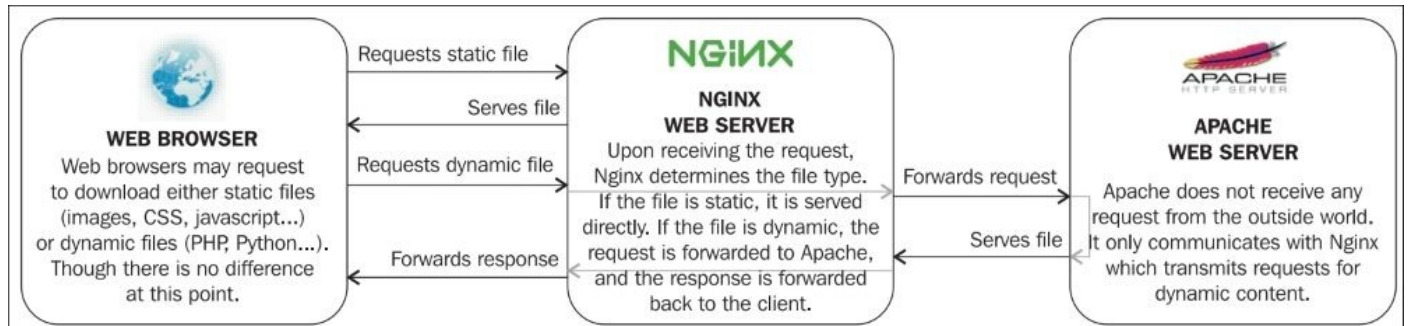 WEB BROWSER
Web browsers may request
to download either static files
(images, CSS, javascript...)
or dynamic files (PHP, Python...).
Though there is no difference
at this point.
Requests static file
Serves file
Requests dynamic file
Forwards response
NGINX
NGINX
WEB SERVER
Upon receiving the request,
Nginx determines the file type.
If the file is static, it is served
directly. If the file is dynamic, the
request is forwarded to Apache,
and the response is forwarded
back to the client.
Forwards request
Serves file
APACHE
HTTP SERVER
APACHE
WEB SERVER
Apache does not receive any
request from the outside world.
It only communicates with Nginx
which transmits requests for
dynamic content.